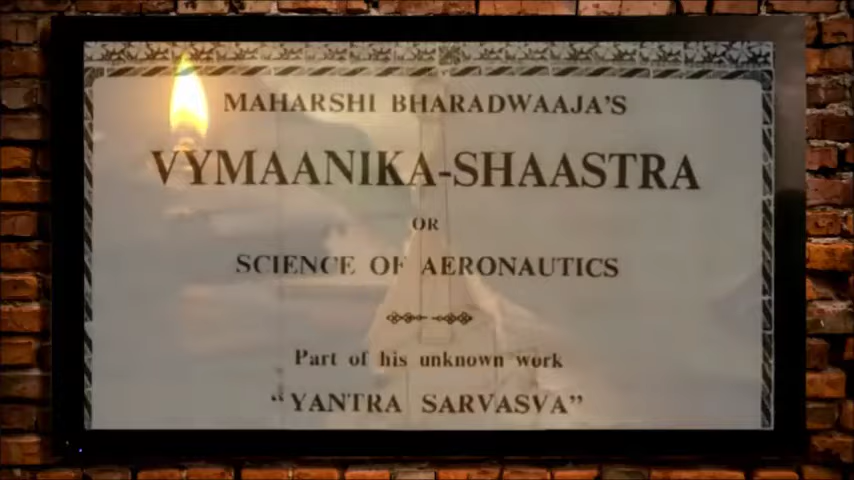 MAHARSHI BHARADWAAJA'S
VYMAANIKA-SHAASTRA
OR
SCIENCE OF AERONAUTICS
Part of his unknown work
"YANTRA SARVASVA"